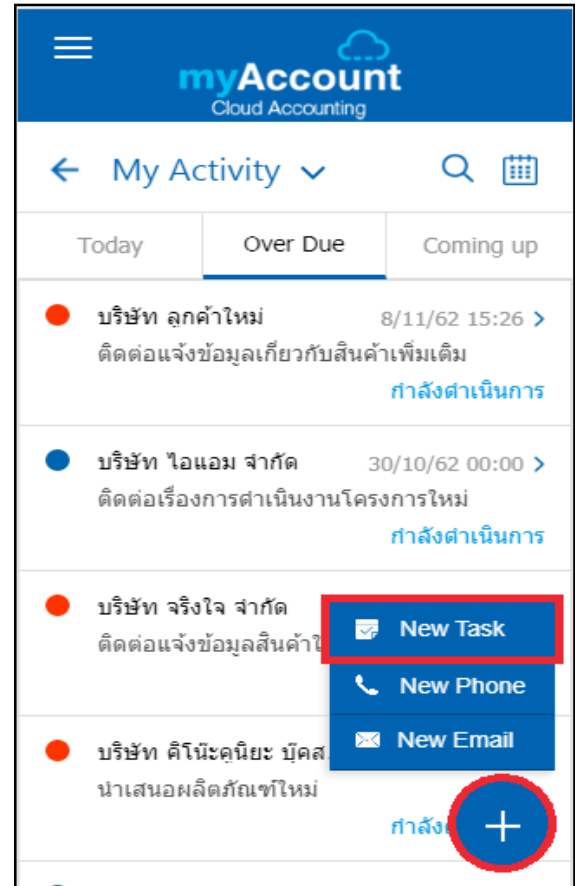 myAccount
Cloud Accounting
My Activity
Today Over Due Coming up
บริษัท ลูกค้าใหม่ 8/11/62 15:26
ติดต่อแจ้งข้อมูลเกี่ยวกับสินค้าเพิ่มเติม
กำลังดำเนินการ
บริษัท ไอแอม จำกัด 30/10/62 00:00
ติดต่อเรื่องการดำเนินงานโครงการใหม่
กำลังดำเนินการ
บริษัท จริงใจ จำกัด
New Task
ติดต่อแจ้งข้อมูลสินค้า
New Phone
New Email
บริษัท คิโน๊ะคูนิยะ บุ๊คส
นำเสนอผลิตภัณฑ์ใหม่
กำลัง